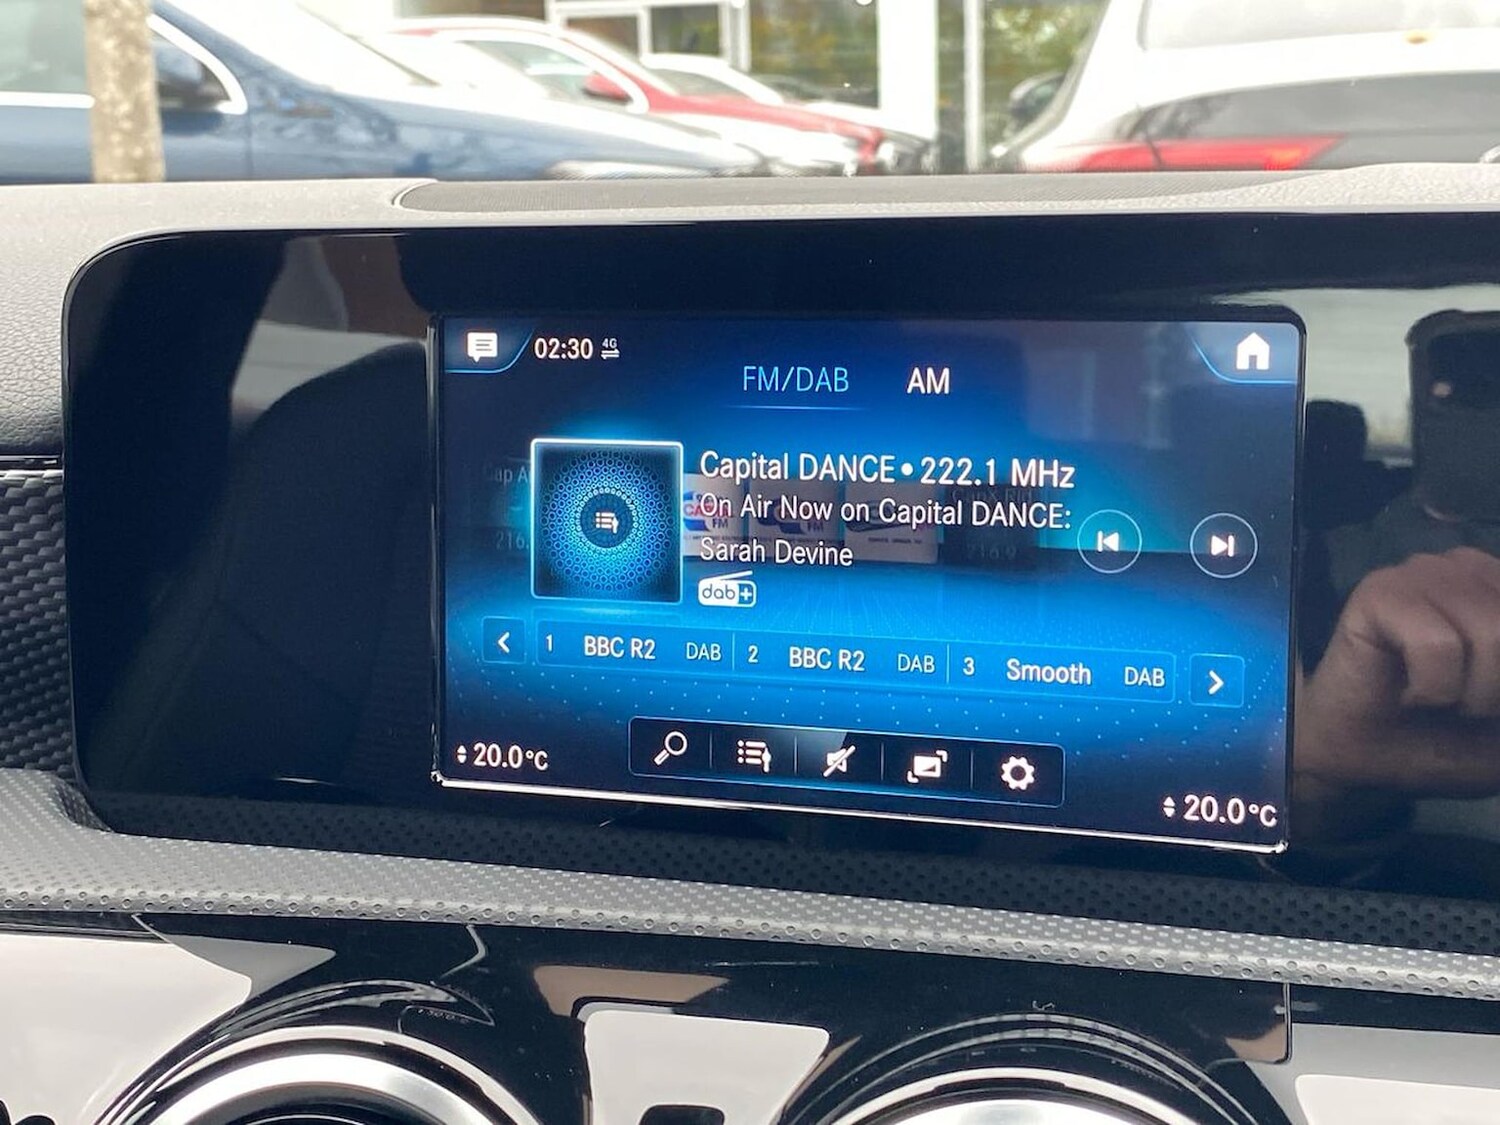 02:30 4G
FM/DAB AM
Capital DANCE • 222.1 MHz
On Air Now on Capital DANCE:
Sarah Devine
dab+
1 BBC R2 DAB 2 BBC R2 DAB 3 Smooth DAB
20.0°C
20.0°C